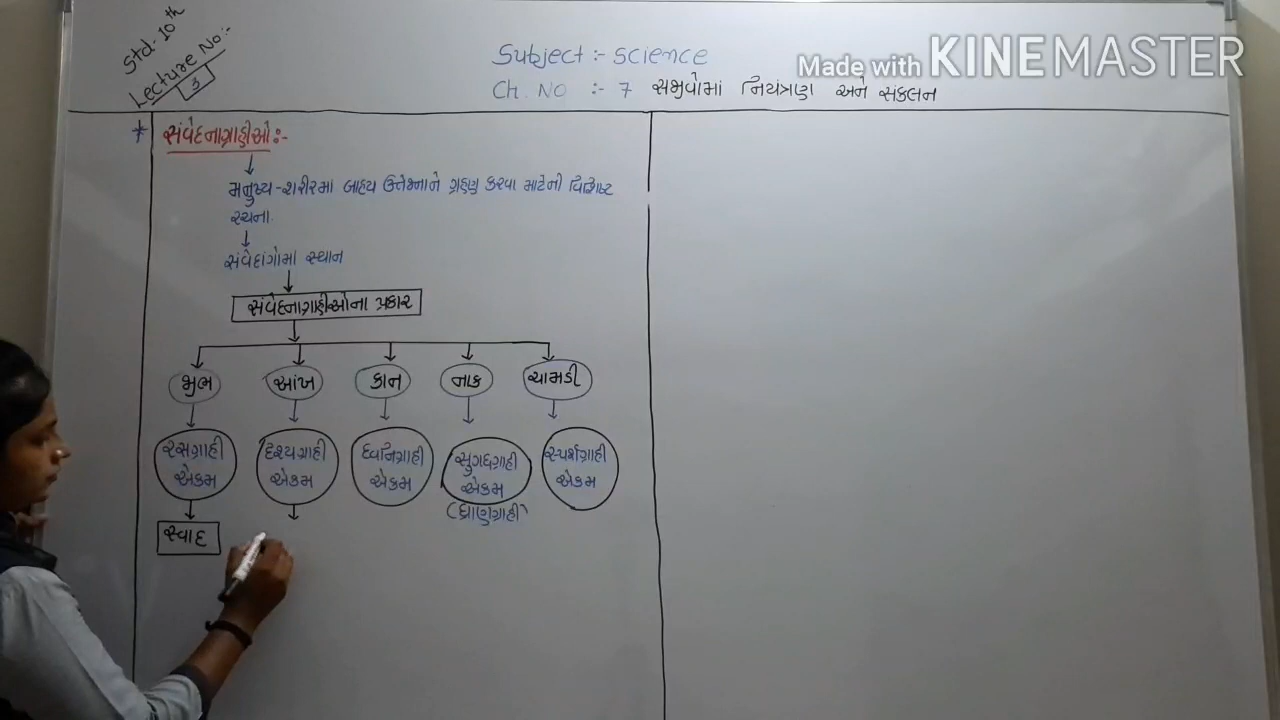 Std. 10th
Lecture No:-
3
Subject :- Science
Made with KINEMASTER
Ch. NO :- 7 સજીવોમાં નિયંત્રણ અને સંકલન
* સંવેદનાગ્રાહીઓ:-
મનુષ્ય-શરીરમાં બાહ્ય ઉત્તેજનાને ગ્રહણ કરવા માટેની વિશિષ્ટ
રચના.
સંવેદાંગોમાં સ્થાન
સંવેદનાગ્રાહીઓના પ્રકાર
જીભ આંખ કાન નાક ચામડી
રસગ્રાહી એકમ
દ્રશ્યગ્રાહી એકમ
ધ્વનિગ્રાહી એકમ
સુગંધગ્રાહી એકમ
(ઘ્રાણગ્રાહી)
સ્પર્શગ્રાહી એકમ
સ્વાદ